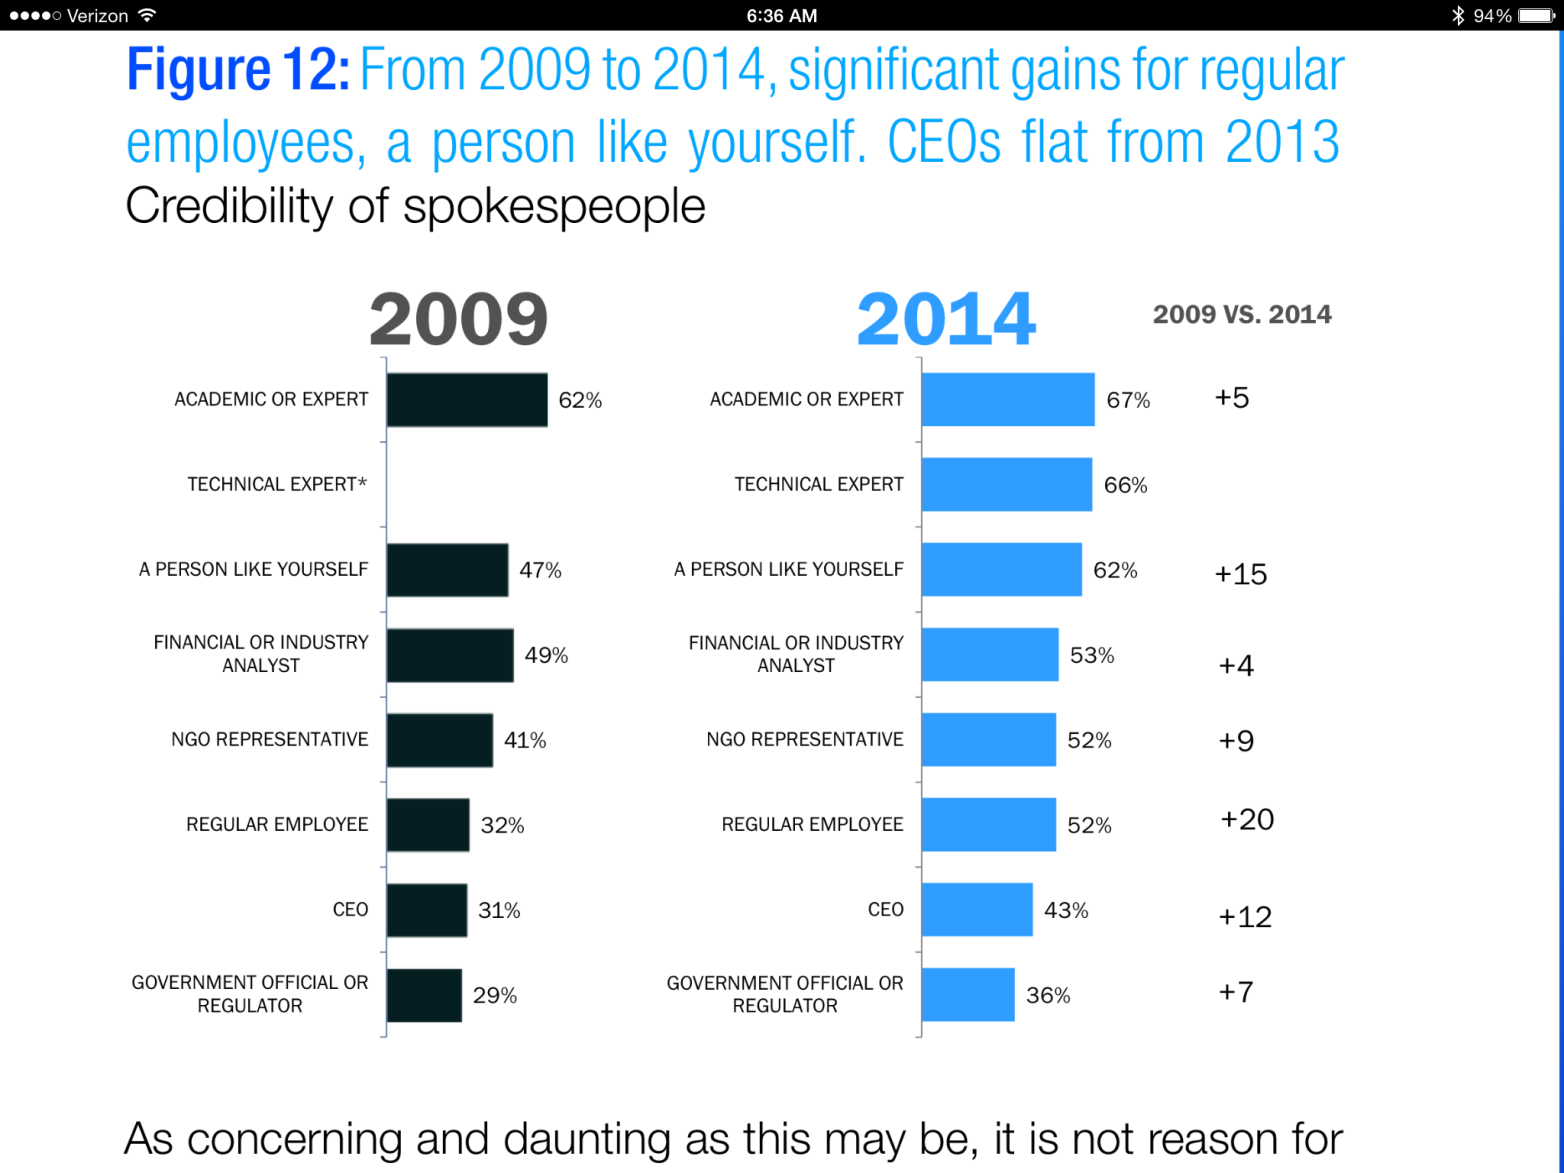 Verizon
6:36 AM
94%
Figure 12: From 2009 to 2014, significant gains for regular
employees, a person like yourself. CEOs flat from 2013
Credibility of spokespeople
2009
2014
2009 VS. 2014
ACADEMIC OR EXPERT
62%
ACADEMIC OR EXPERT
67%
+5
TECHNICAL EXPERT*
TECHNICAL EXPERT
66%
A PERSON LIKE YOURSELF
47%
A PERSON LIKE YOURSELF
62%
+15
FINANCIAL OR INDUSTRY
ANALYST
49%
FINANCIAL OR INDUSTRY
ANALYST
53%
+4
NGO REPRESENTATIVE
41%
NGO REPRESENTATIVE
52%
+9
REGULAR EMPLOYEE
32%
REGULAR EMPLOYEE
52%
+20
CEO
31%
CEO
43%
+12
GOVERNMENT OFFICIAL OR
REGULATOR
29%
GOVERNMENT OFFICIAL OR
REGULATOR
36%
+7
As concerning and daunting as this may be, it is not reason for